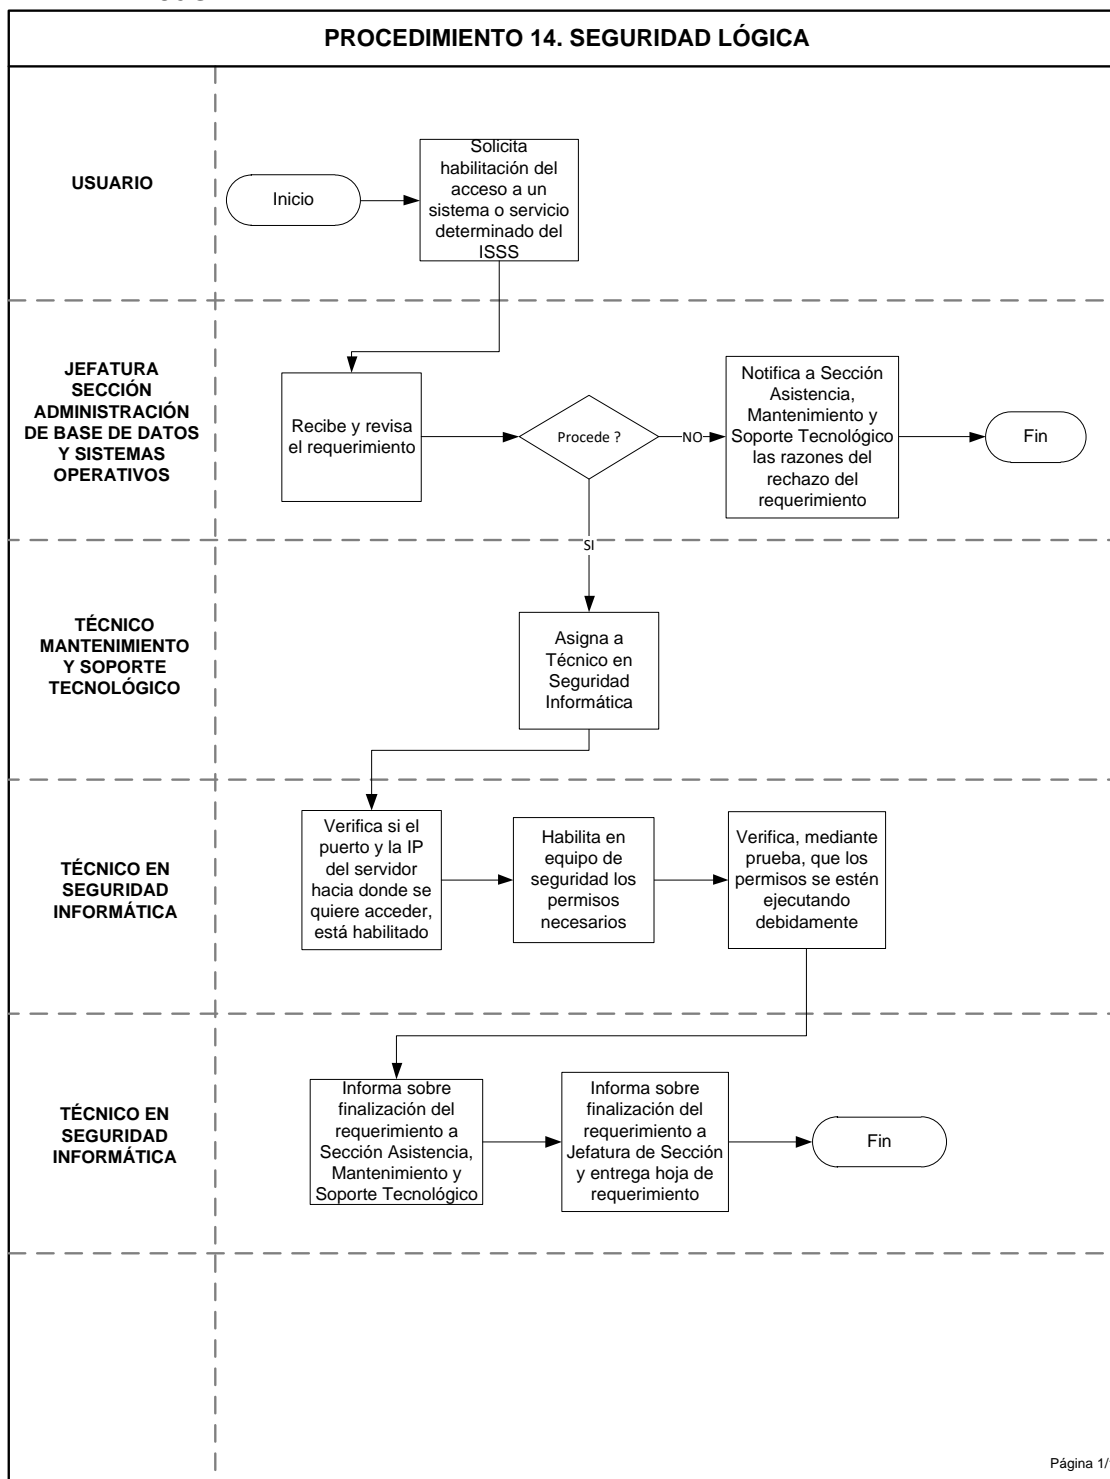 PROCEDIMIENTO 14. SEGURIDAD LÓGICA
USUARIO
Inicio
Solicita
habilitación del
acceso a un
sistema o servicio
determinado del
ISSS
JEFATURA
SECCIÓN
ADMINISTRACIÓN
DE BASE DE DATOS
Y SISTEMAS
OPERATIVOS
Recibe y revisa
el requerimiento
Procede ?
NO
Notifica a Sección
Asistencia,
Mantenimiento y
Soporte Tecnológico
las razones del
rechazo del
requerimiento
Fin
SI
TÉCNICO
MANTENIMIENTO
Y SOPORTE
TECNOLÓGICO
Asigna a
Técnico en
Seguridad
Informática
TÉCNICO EN
SEGURIDAD
INFORMÁTICA
Verifica si el
puerto y la IP
del servidor
hacia donde se
quiere acceder,
está habilitado
Habilita en
equipo de
seguridad los
permisos
necesarios
Verifica, mediante
prueba, que los
permisos se estén
ejecutando
debidamente
TÉCNICO EN
SEGURIDAD
INFORMÁTICA
Informa sobre
finalización del
requerimiento a
Sección Asistencia,
Mantenimiento y
Soporte Tecnológico
Informa sobre
finalización del
requerimiento a
Jefatura de Sección
y entrega hoja de
requerimiento
Fin
Página 1/